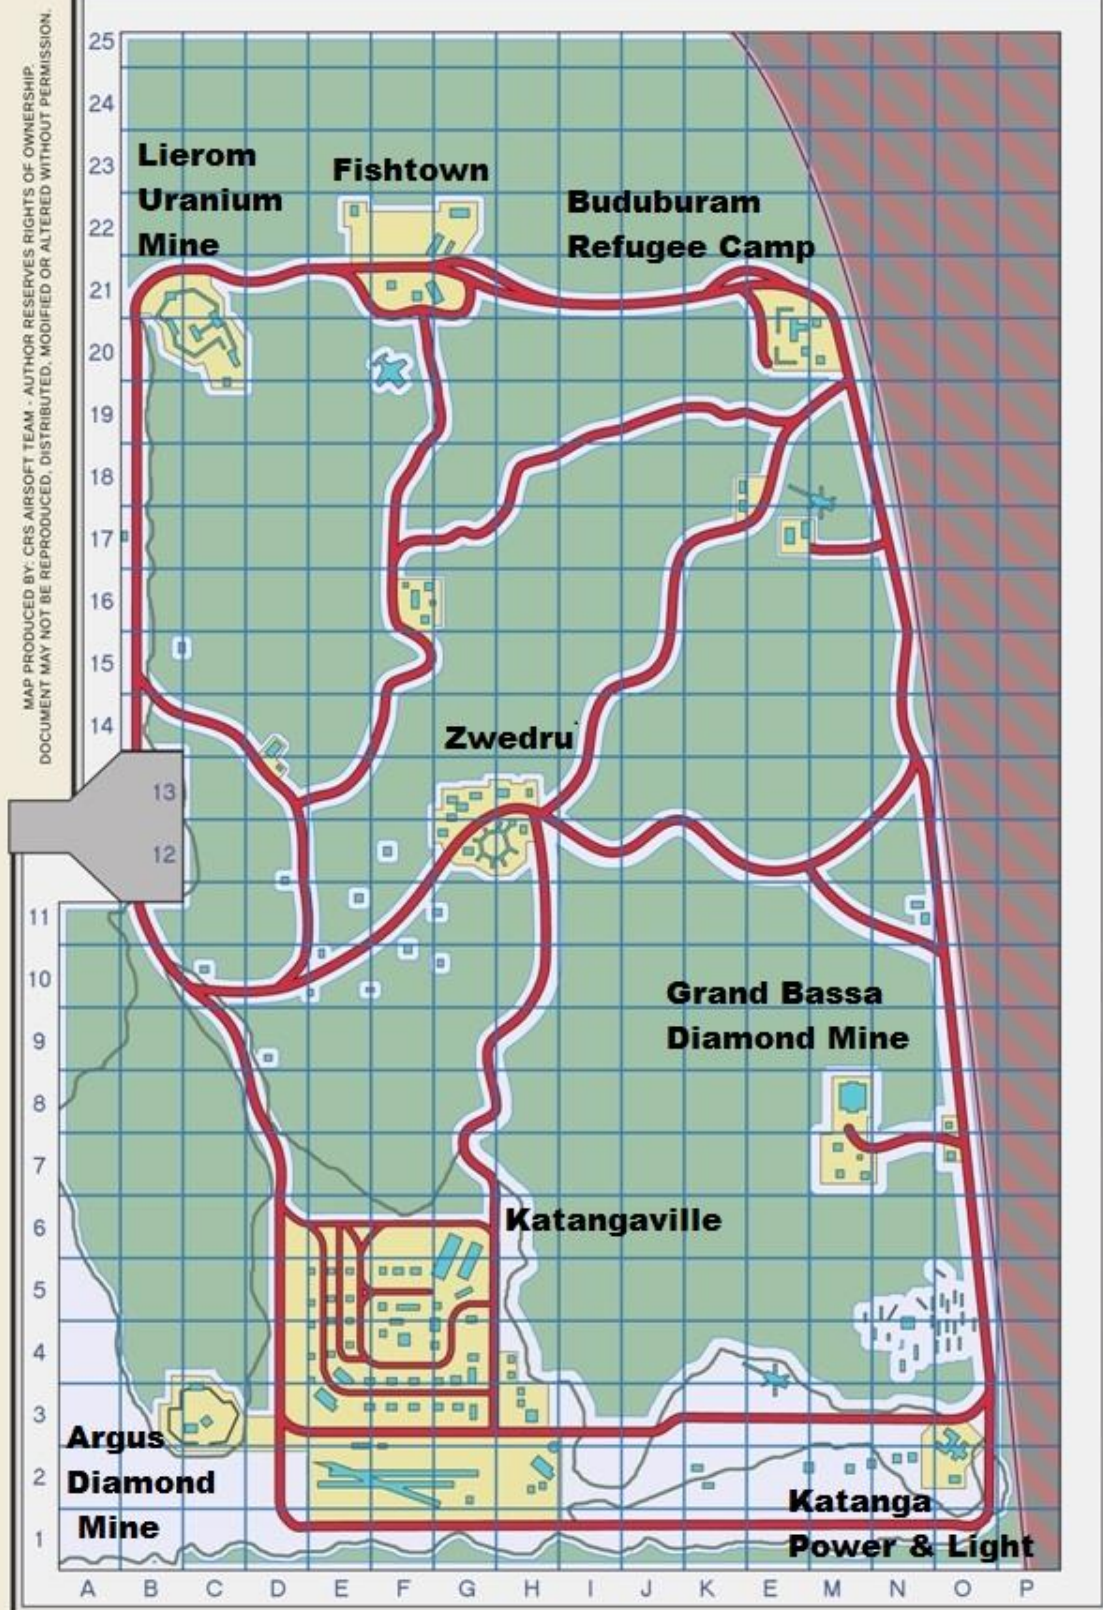 MAP PRODUCED BY: CRS AIRSOFT TEAM - AUTHOR RESERVES RIGHTS OF OWNERSHIP.
DOCUMENT MAY NOT BE REPRODUCED, DISTRIBUTED, MODIFIED OR ALTERED WITHOUT PERMISSION.
25
24
23
22
21
20
19
18
17
16
15
14
13
12
11
10
9
8
7
6
5
4
3
2
1
Lierom
Uranium
Mine
Fishtown
Buduburam
Refugee Camp
Zwedru
Grand Bassa
Diamond Mine
Katangaville
Argus
Diamond
Mine
Katanga
Power & Light
A B C D E F G H I J K E M N O P